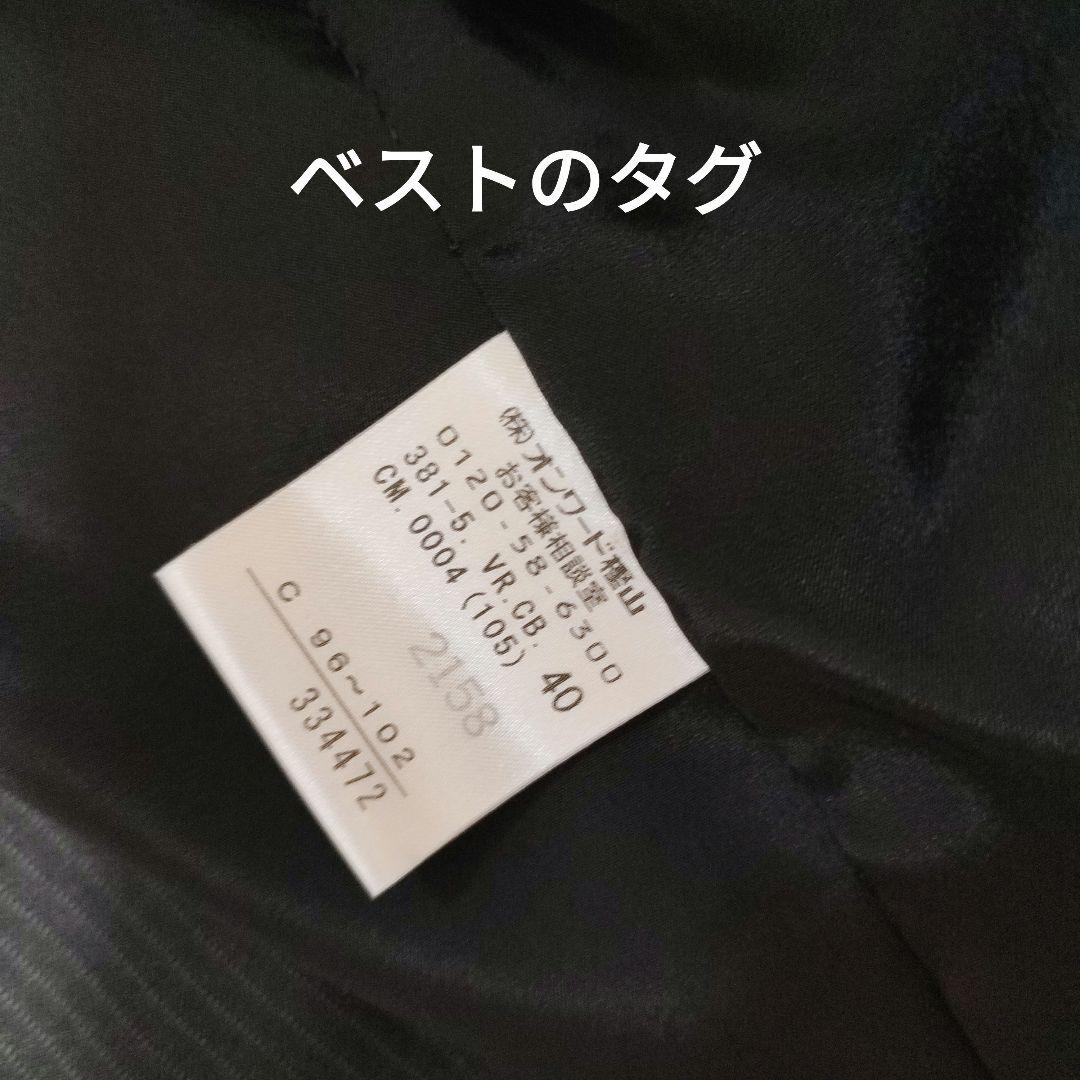 ベストのタグ
(株)オンワード樫山
お客様相談室
0120-58-6300
381-5. VR.CB. 40
CM.0004(105)
2158
C 96~102
334472